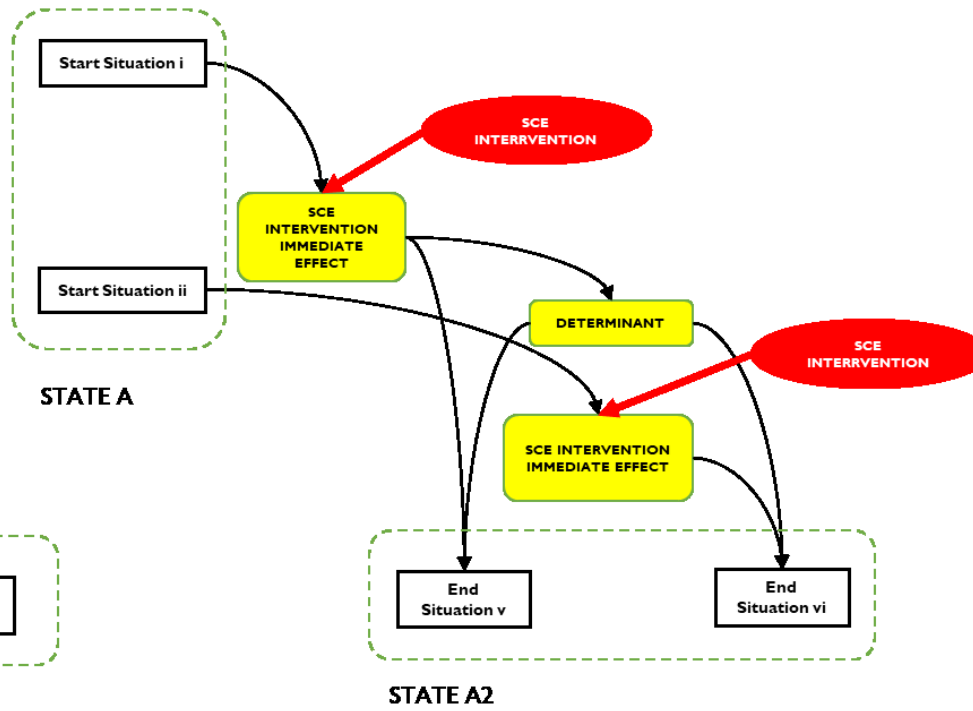 Start Situation i
SCE
INTERRVENTION
SCE
INTERVENTION
IMMEDIATE
EFFECT
Start Situation ii
DETERMINANT
SCE
INTERRVENTION
STATE A
SCE INTERVENTION
IMMEDIATE EFFECT
End
Situation v
End
Situation vi
STATE A2